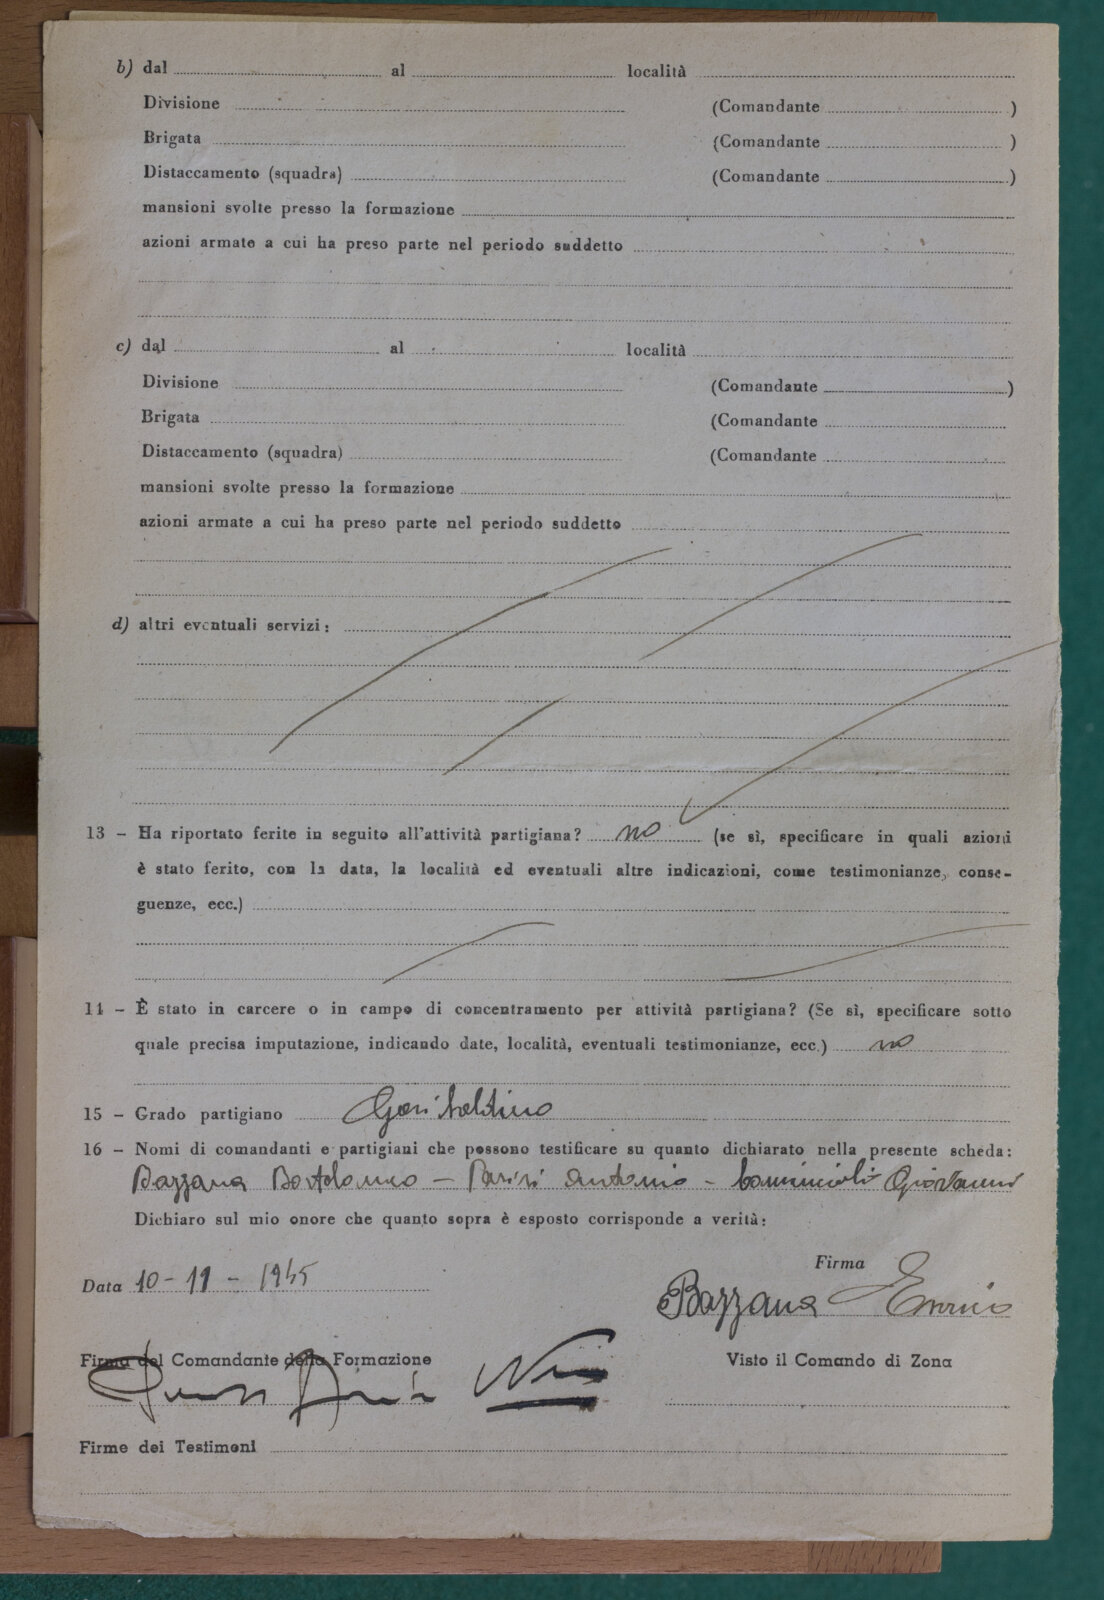 b) dal al località
Divisione (Comandante )
Brigata (Comandante )
Distaccamento (squadra) (Comandante )
mansioni svolte presso la formazione
azioni armate a cui ha preso parte nel periodo suddetto
c) dal al località
Divisione (Comandante )
Brigata (Comandante
Distaccamento (squadra) (Comandante
mansioni svolte presso la formazione
azioni armate a cui ha preso parte nel periodo suddetto
d) altri eventuali servizi:
13 - Ha riportato ferite in seguito all'attività partigiana? no (se sì, specificare in quali azioni
è stato ferito, con la data, la località ed eventuali altre indicazioni, come testimonianze, conse-
guenze, ecc.)
14 - È stato in carcere o in campo di concentramento per attività partigiana? (Se sì, specificare sotto
quale precisa imputazione, indicando date, località, eventuali testimonianze, ecc.) no
15 - Grado partigiano Garibaldino
16 - Nomi di comandanti e partigiani che possono testificare su quanto dichiarato nella presente scheda:
Bazzana Bortolomeo - Parisi Antonio - Comincioli Giovanni
Dichiaro sul mio onore che quanto sopra è esposto corrisponde a verità:
Firma
Data 10-11-1945
Bazzana Enrico
Firma del Comandante della Formazione Visto il Comando di Zona
Firme dei Testimoni